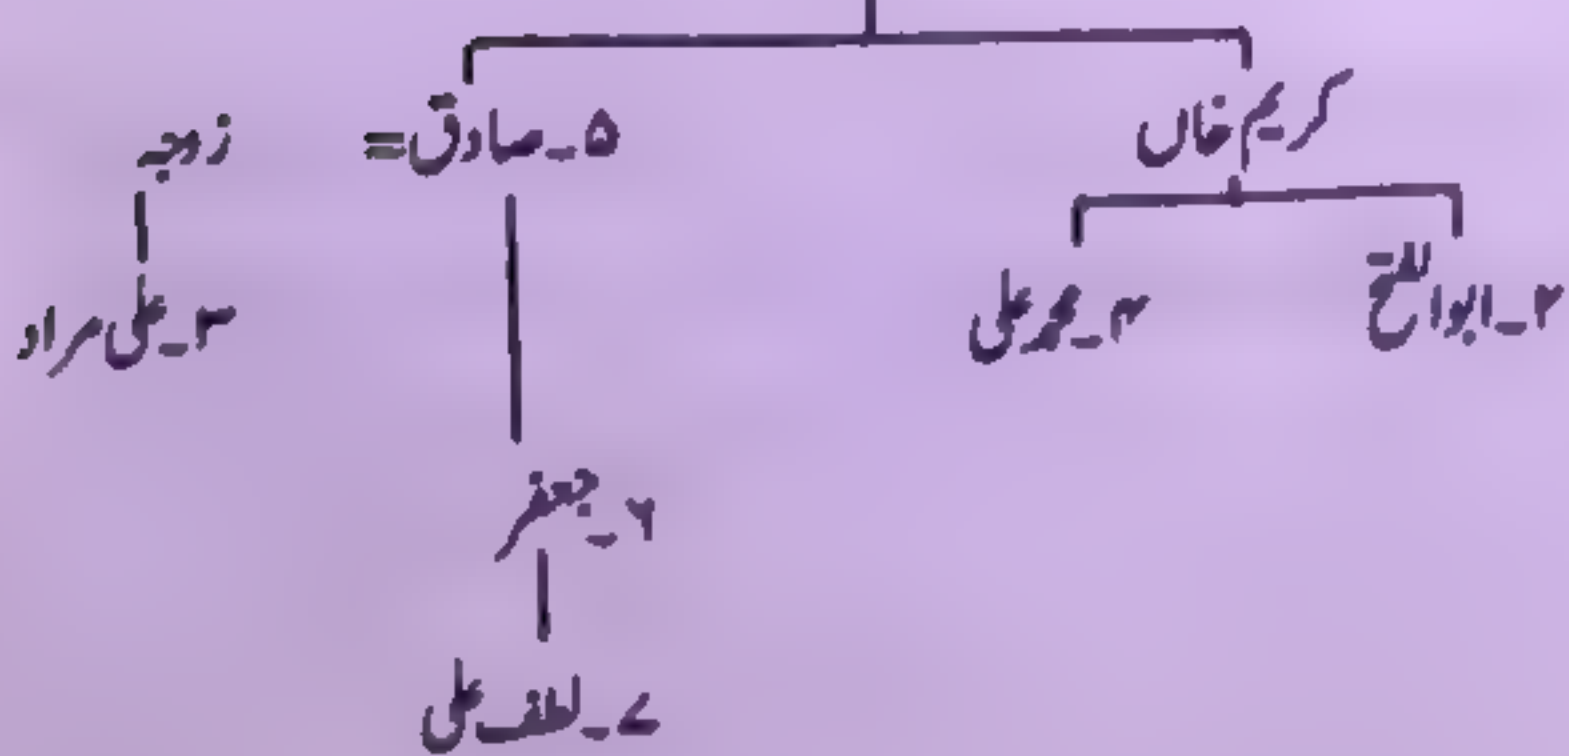 کریم خاں
۵۔صادق=
زوجہ
۲۔ابوالفتح
۴۔محمد علی
۳۔علی مراد
۶۔جعفر
۷۔لطف علی